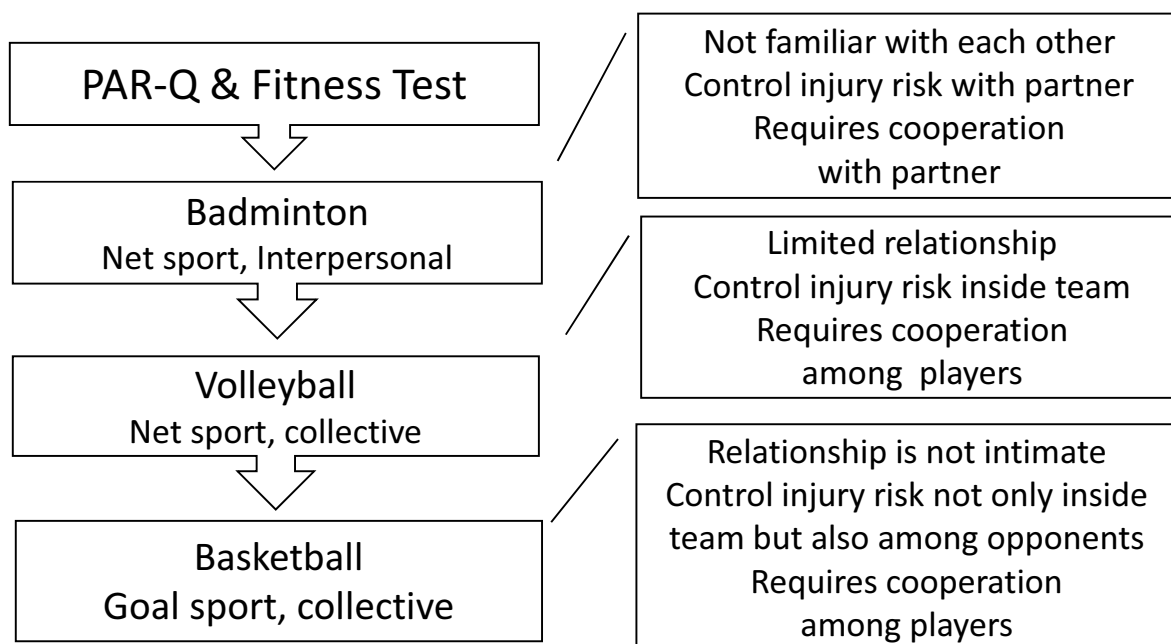 PAR-Q & Fitness Test
Badminton
Net sport, Interpersonal
Not familiar with each other
Control injury risk with partner
Requires cooperation
with partner
Volleyball
Net sport, collective
Limited relationship
Control injury risk inside team
Requires cooperation
among players
Basketball
Goal sport, collective
Relationship is not intimate
Control injury risk not only inside
team but also among opponents
Requires cooperation
among players